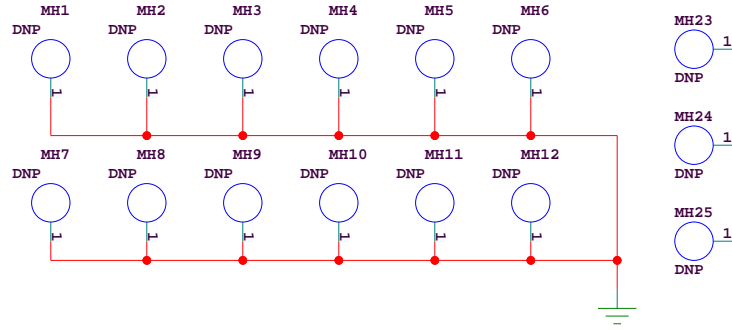 MH1 MH2 MH3 MH4 MH5 MH6
DNP DNP DNP DNP DNP DNP
1 1 1 1 1 1
MH7 MH8 MH9 MH10 MH11 MH12
DNP DNP DNP DNP DNP DNP
1 1 1 1 1 1
MH23
1
DNP
MH24
1
DNP
MH25
1
DNP